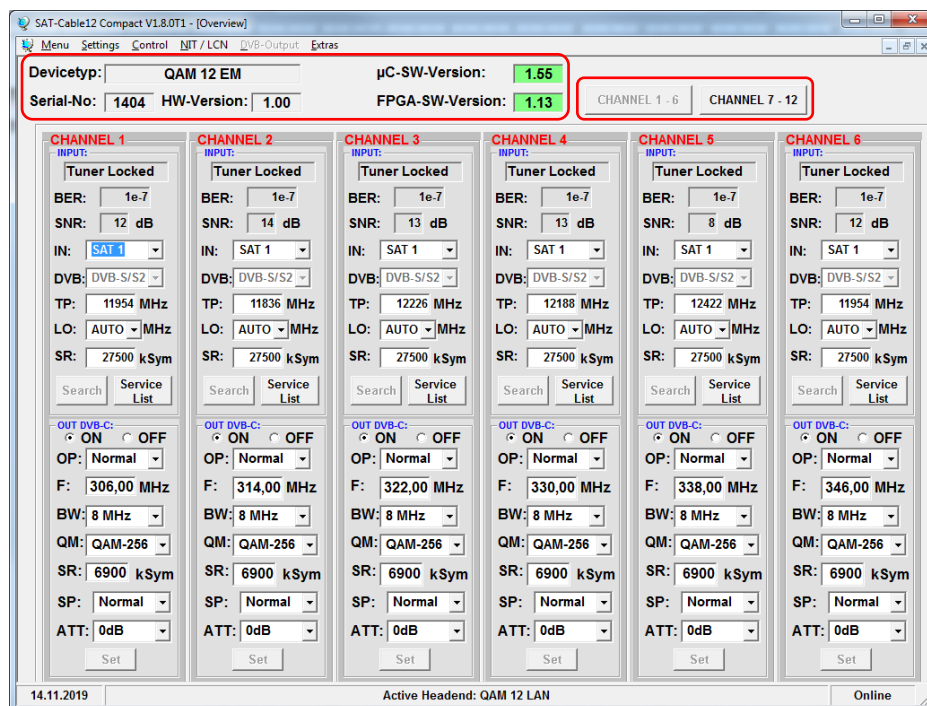 SAT-Cable12 Compact V1.8.0T1 - [Overview]
Menu Settings Control NIT / LCN DVB-Output Extras
Devicetyp: QAM 12 EM µC-SW-Version: 1.55
Serial-No: 1404 HW-Version: 1.00 FPGA-SW-Version: 1.13 CHANNEL 1 - 6 CHANNEL 7 - 12
CHANNEL 1 CHANNEL 2 CHANNEL 3 CHANNEL 4 CHANNEL 5 CHANNEL 6
INPUT: INPUT: INPUT: INPUT: INPUT: INPUT:
Tuner Locked Tuner Locked Tuner Locked Tuner Locked Tuner Locked Tuner Locked
BER: 1e-7 BER: 1e-7 BER: 1e-7 BER: 1e-7 BER: 1e-7 BER: 1e-7
SNR: 12 dB SNR: 14 dB SNR: 13 dB SNR: 13 dB SNR: 8 dB SNR: 12 dB
IN: SAT 1 IN: SAT 1 IN: SAT 1 IN: SAT 1 IN: SAT 1 IN: SAT 1
DVB: DVB-S/S2 DVB: DVB-S/S2 DVB: DVB-S/S2 DVB: DVB-S/S2 DVB: DVB-S/S2 DVB: DVB-S/S2
TP: 11954 MHz TP: 11836 MHz TP: 12226 MHz TP: 12188 MHz TP: 12422 MHz TP: 11954 MHz
LO: AUTO MHz LO: AUTO MHz LO: AUTO MHz LO: AUTO MHz LO: AUTO MHz LO: AUTO MHz
SR: 27500 kSym SR: 27500 kSym SR: 27500 kSym SR: 27500 kSym SR: 27500 kSym SR: 27500 kSym
Search Service List Search Service List Search Service List Search Service List Search Service List Search Service List
OUT DVB-C: OUT DVB-C: OUT DVB-C: OUT DVB-C: OUT DVB-C: OUT DVB-C:
ON OFF ON OFF ON OFF ON OFF ON OFF ON OFF
OP: Normal OP: Normal OP: Normal OP: Normal OP: Normal OP: Normal
F: 306,00 MHz F: 314,00 MHz F: 322,00 MHz F: 330,00 MHz F: 338,00 MHz F: 346,00 MHz
BW: 8 MHz BW: 8 MHz BW: 8 MHz BW: 8 MHz BW: 8 MHz BW: 8 MHz
QM: QAM-256 QM: QAM-256 QM: QAM-256 QM: QAM-256 QM: QAM-256 QM: QAM-256
SR: 6900 kSym SR: 6900 kSym SR: 6900 kSym SR: 6900 kSym SR: 6900 kSym SR: 6900 kSym
SP: Normal SP: Normal SP: Normal SP: Normal SP: Normal SP: Normal
ATT: 0dB ATT: 0dB ATT: 0dB ATT: 0dB ATT: 0dB ATT: 0dB
Set Set Set Set Set Set
14.11.2019 Active Headend: QAM 12 LAN Online